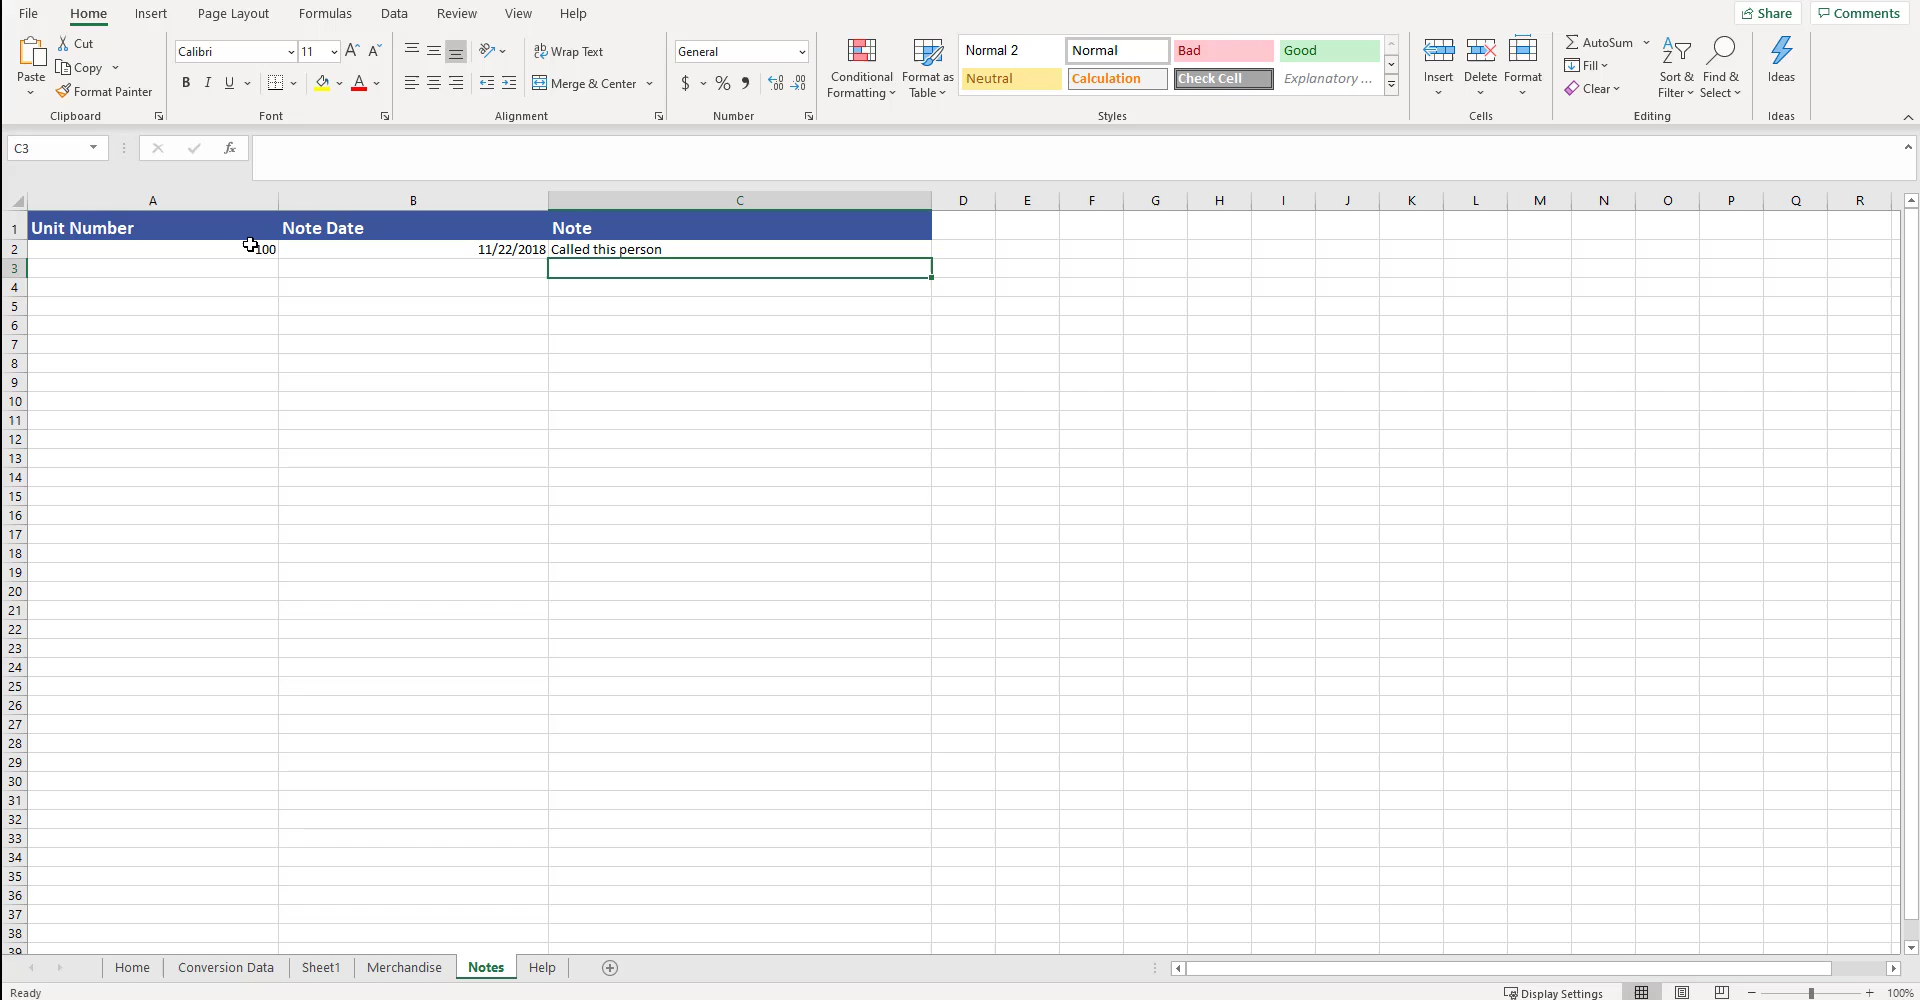 File Home Insert Page Layout Formulas Data Review View Help Share Comments
Paste Cut Copy Format Painter Clipboard
Calibri 11 A A B I U A Font
ab Wrap Text Merge & Center Alignment
General $ % , .00 .00 Number
Conditional Formatting Format as Table
Normal 2 Normal Bad Good
Neutral Calculation Check Cell Explanatory ...
Styles
Insert Delete Format Cells
AutoSum Fill Clear Sort & Filter Find & Select Editing
Ideas Ideas
C3 fx
A B C D E F G H I J K L M N O P Q R
1 Unit Number Note Date Note
2 100 11/22/2018 Called this person
3
4
5
6
7
8
9
10
11
12
13
14
15
16
17
18
19
20
21
22
23
24
25
26
27
28
29
30
31
32
33
34
35
36
37
38
39
Home Conversion Data Sheet1 Merchandise Notes Help
Ready Display Settings 100%